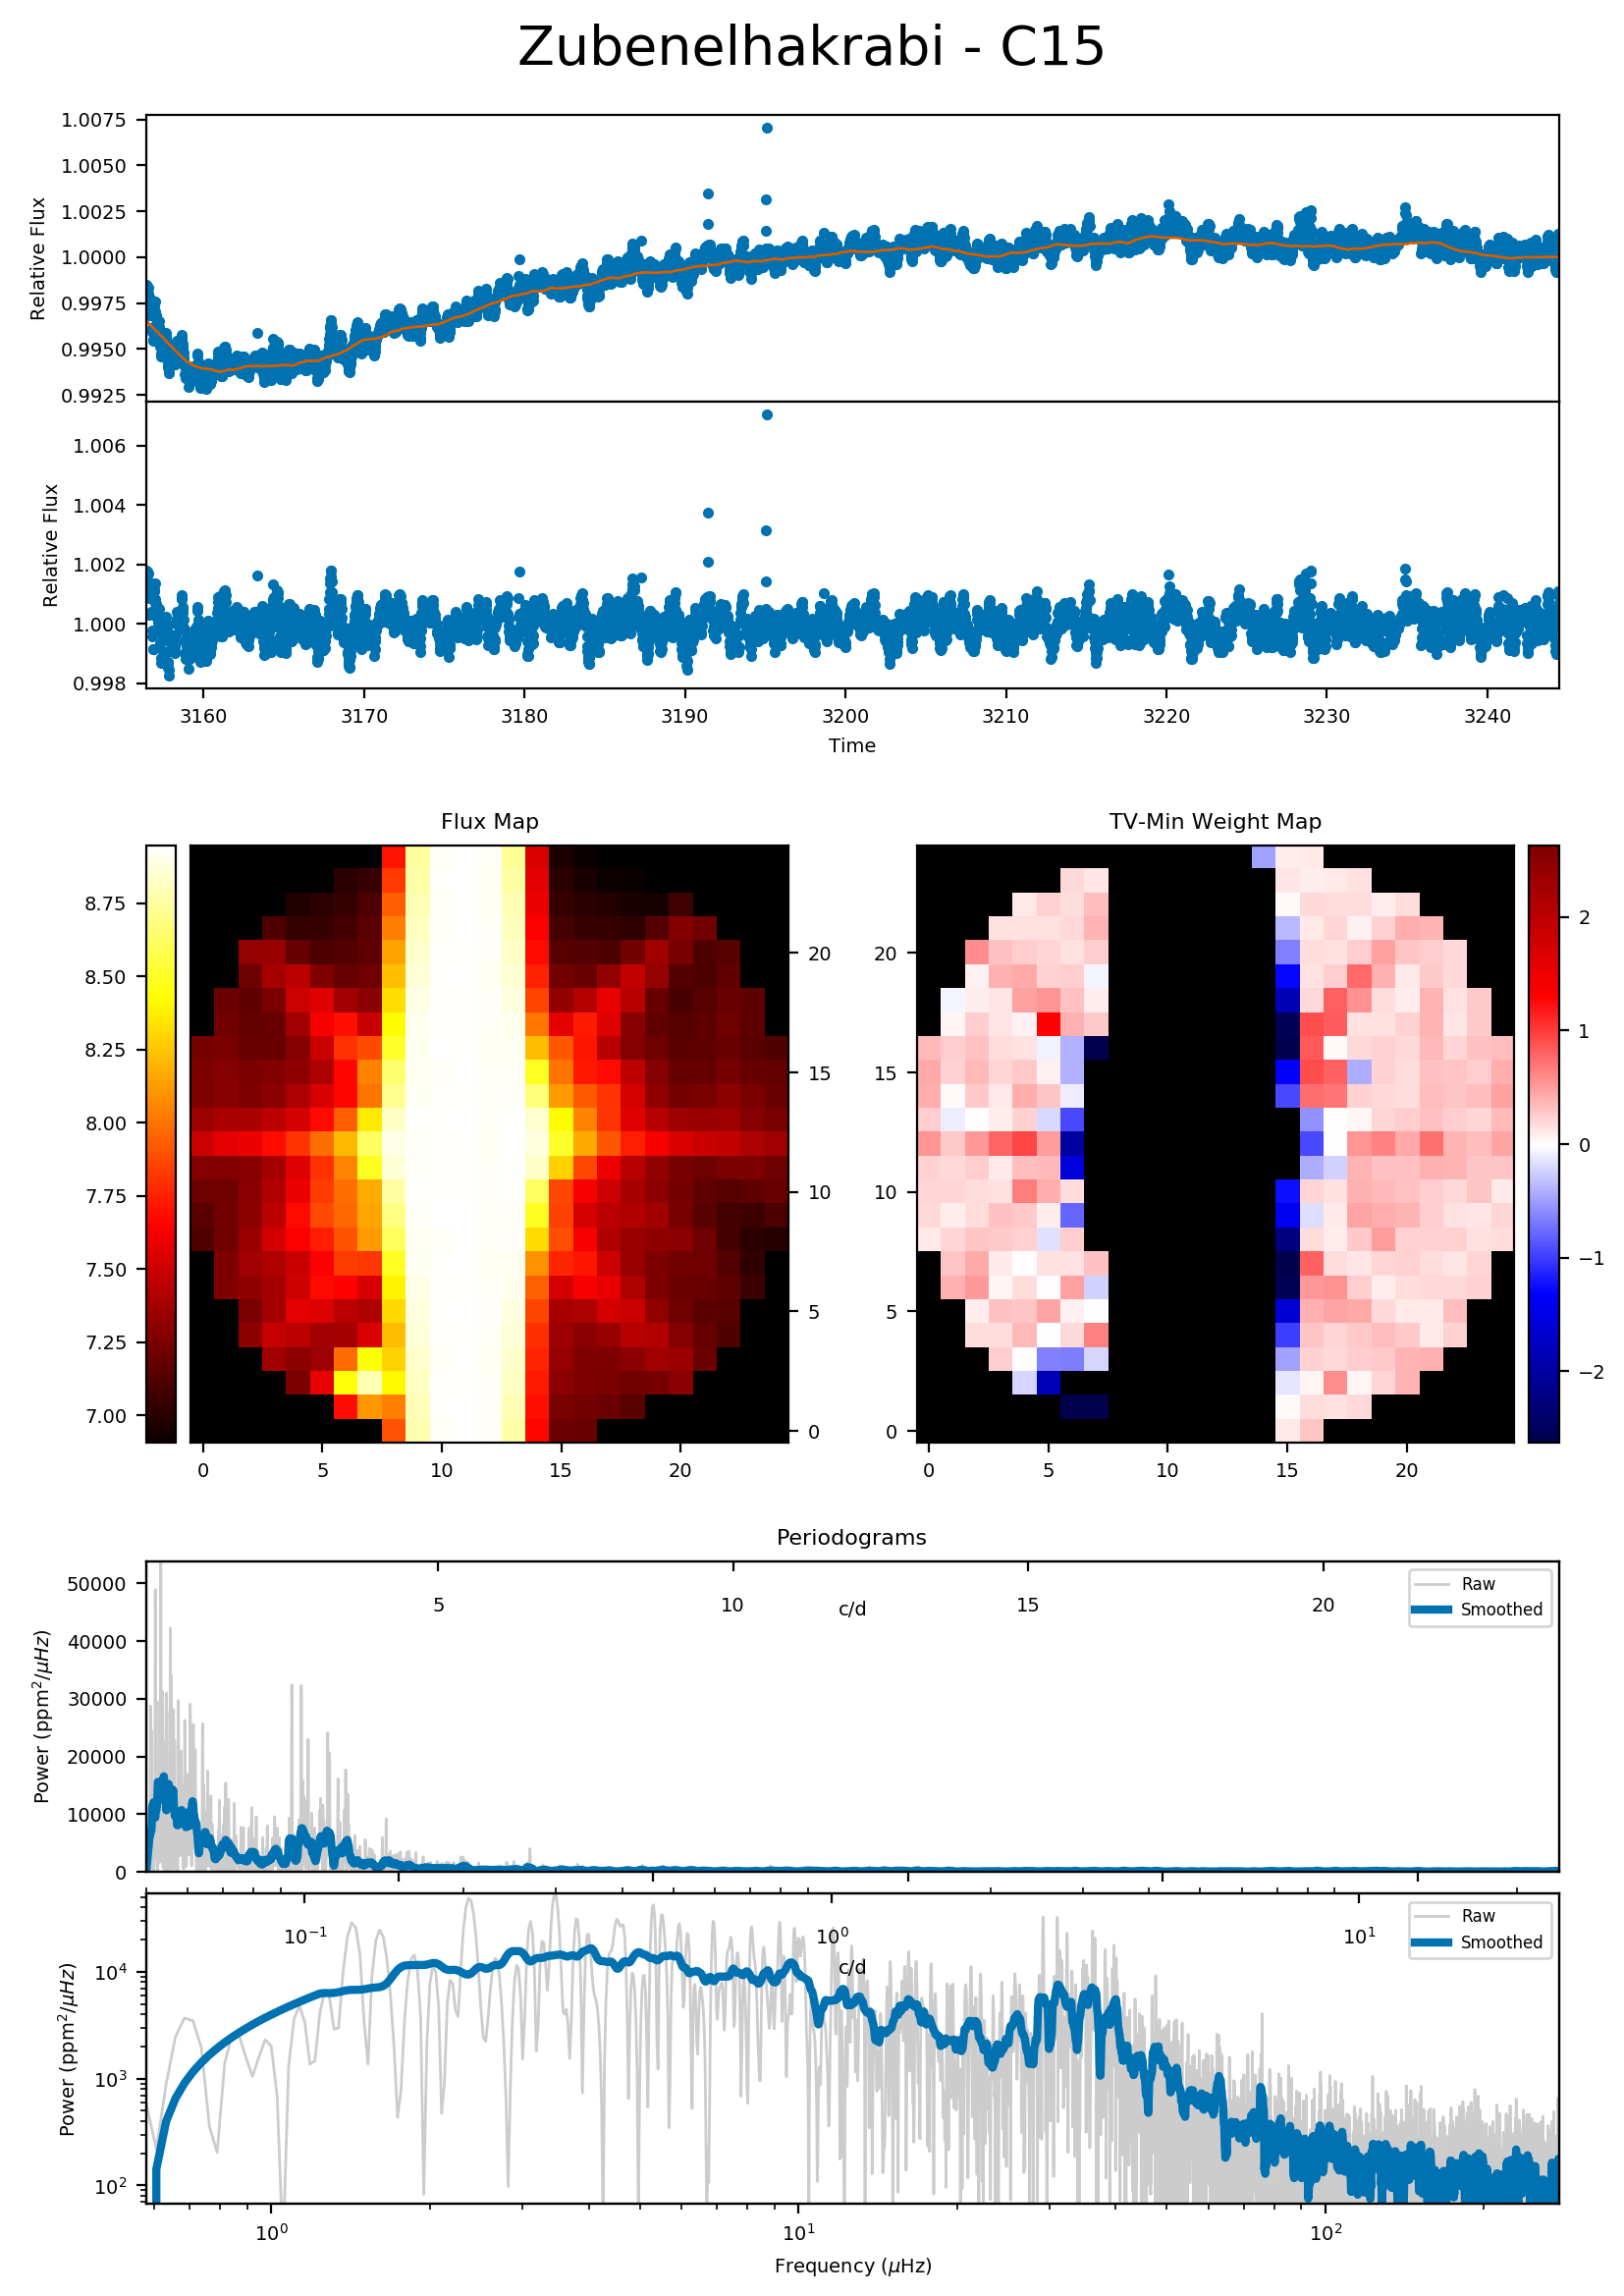 Zubenelhakrabi - C15
Relative Flux
1.0075
1.0050
1.0025
1.0000
0.9975
0.9950
0.9925
Relative Flux
1.006
1.004
1.002
1.000
0.998
3160 3170 3180 3190 3200 3210 3220 3230 3240
Time
Flux Map
8.75
8.50
8.25
8.00
7.75
7.50
7.25
7.00
20
15
10
5
0
0 5 10 15 20
TV-Min Weight Map
20
15
10
5
0
0 5 10 15 20
2
1
0
−1
−2
Periodograms
Power (ppm²/μHz)
50000
40000
30000
20000
10000
0
5 10 15 20
c/d
Raw
Smoothed
Power (ppm²/μHz)
10⁴
10³
10²
10⁻¹ 10⁰ 10¹
c/d
Raw
Smoothed
10⁰ 10¹ 10²
Frequency (μHz)